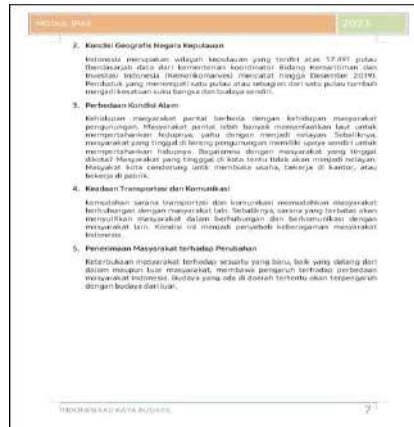 MODUL IPAS
2023
2. Kondisi Geografis Negara Kepulauan
Indonesia merupakan wilayah kepulauan yang terdiri atas 17.491 pulau
(berdasarkan data dari Kementerian Koordinator Bidang Kemaritiman dan
Investasi Indonesia (Kemenkomarves) mencatat hingga Desember 2019).
Penduduk yang menempati satu pulau atau sebagian dari satu pulau tumbuh
menjadi kesatuan suku bangsa dan budaya sendiri.
3. Perbedaan Kondisi Alam
Kehidupan masyarakat pantai berbeda dengan kehidupan masyarakat
pengunungan. Masyarakat pantai lebih banyak memanfaatkan laut untuk
mempertahankan hidupnya, yaitu dengan menjadi nelayan. Sebaliknya,
masyarakat yang tinggal di lereng pengunungan memiliki upaya sendiri untuk
mempertahankan hidupnya. Bagaimana dengan masyarakat yang tinggal
dikota? Masyarakat yang tinggal di kota tentu tidak akan menjadi nelayan.
Masyakat kota cenderung untuk membuka usaha, bekerja di kantor, atau
bekerja di pabrik.
4. Keadaan Transportasi dan Komunikasi
kemudahan sarana transportasi dan komunikasi memudahkan masyarakat
berhubungan dengan masyarakat lain. Sebaliknya, sarana yang terbatas akan
menyulitkan masyarakat dalam berhubungan dan berkomunikasi dengan
masyarakat lain. Kondisi ini menjadi penyebab keberagaman masyarakat
Indonesia.
5. Penerimaan Masyarakat terhadap Perubahan
Keterbukaan masyarakat terhadap sesuatu yang baru, baik yang datang dari
dalam maupun luar masyarakat, membawa pengaruh terhadap perbedaan
masyarakat Indonesia. Budaya yang ada di daerah tertentu akan terpengaruh
dengan budaya dari luar.
INDONESIAKU KAYA BUDAYA
7